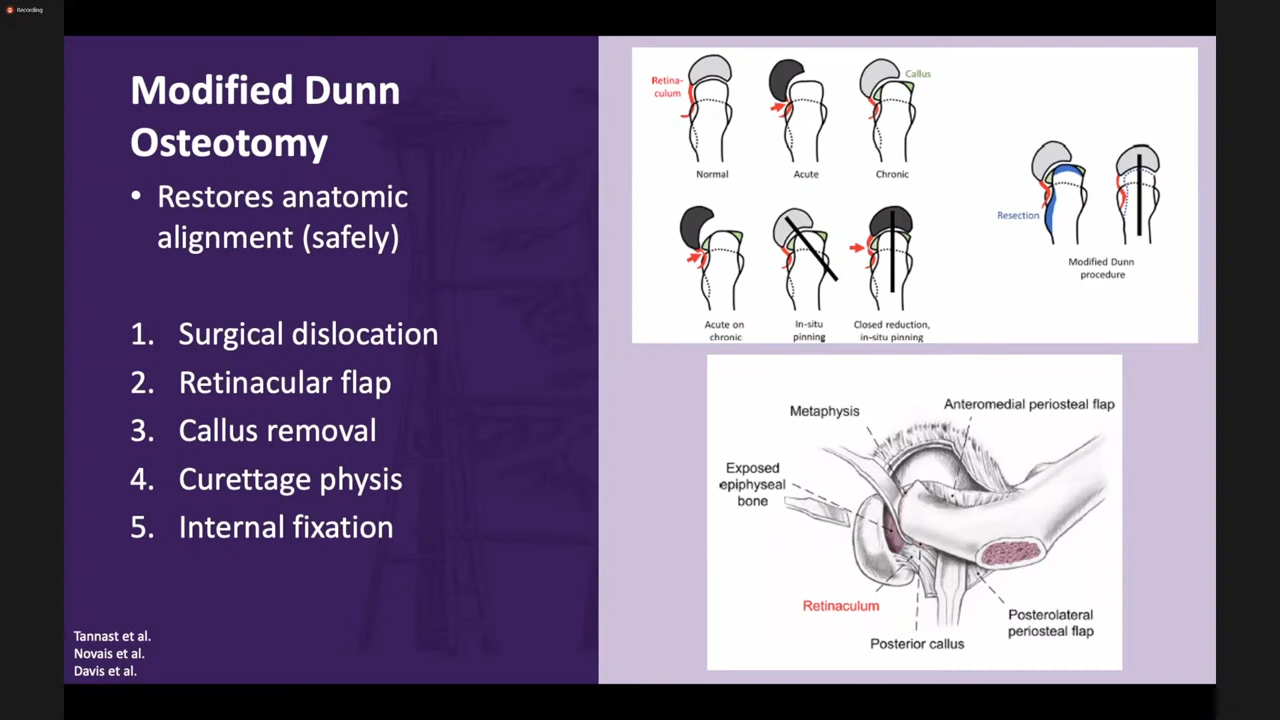 Recording
Modified Dunn
Osteotomy
• Restores anatomic
alignment (safely)
1. Surgical dislocation
2. Retinacular flap
3. Callus removal
4. Curettage physis
5. Internal fixation
Tannast et al.
Novais et al.
Davis et al.
Retina-
culum
Callus
Normal
Acute
Chronic
Resection
Modified Dunn
procedure
Acute on
chronic
In-situ
pinning
Closed reduction,
in-situ pinning
Metaphysis
Anteromedial periosteal flap
Exposed
epiphyseal
bone
Retinaculum
Posterior callus
Posterolateral
periosteal flap